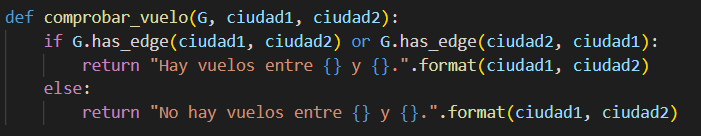 def comprobar_vuelo(G, ciudad1, ciudad2):
    if G.has_edge(ciudad1, ciudad2) or G.has_edge(ciudad2, ciudad1):
        return "Hay vuelos entre {} y {}.".format(ciudad1, ciudad2)
    else:
        return "No hay vuelos entre {} y {}.".format(ciudad1, ciudad2)